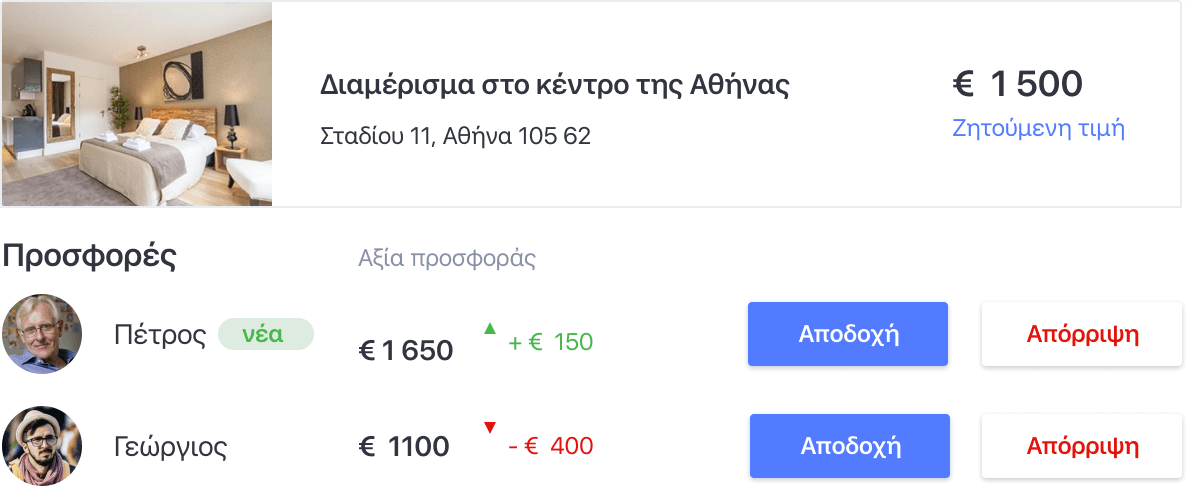 Διαμέρισμα στο κέντρο της Αθήνας
€ 1 500
Σταδίου 11, Αθήνα 105 62
Ζητούμενη τιμή
Προσφορές
Αξία προσφοράς
Πέτρος νέα € 1 650 ▲ + € 150 Αποδοχή Απόρριψη
Γεώργιος € 1100 ▼ - € 400 Αποδοχή Απόρριψη